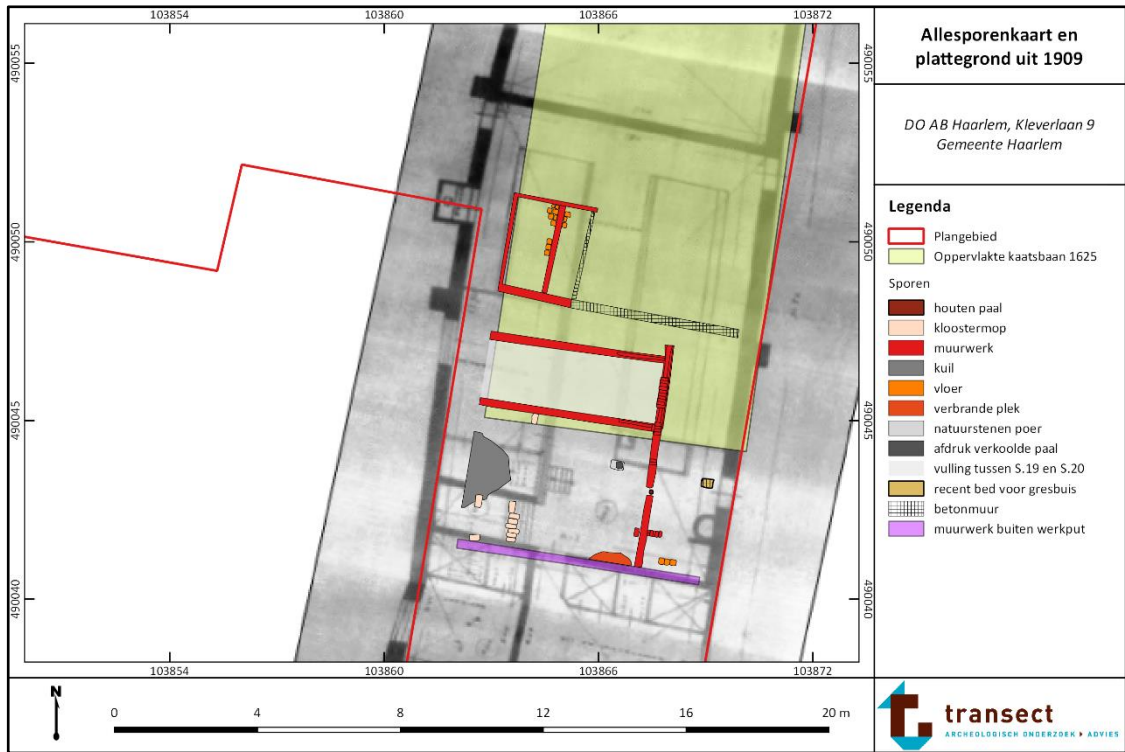 103854 103860 103866 103872
490055 490055
490050 490050
490045 490045
490040 490040
103854 103860 103866 103872
N
0 4 8 12 16 20 m
Allesporenkaart en
plattegrond uit 1909
DO AB Haarlem, Kleverlaan 9
Gemeente Haarlem
Legenda
Plangebied
Oppervlakte kaatsbaan 1625
Sporen
houten paal
kloostermop
muurwerk
kuil
vloer
verbrande plek
natuurstenen poer
afdruk verkoolde paal
vulling tussen S.19 en S.20
recent bed voor gresbuis
betonmuur
muurwerk buiten werkput
transect
ARCHEOLOGISCH ONDERZOEK ADVIES